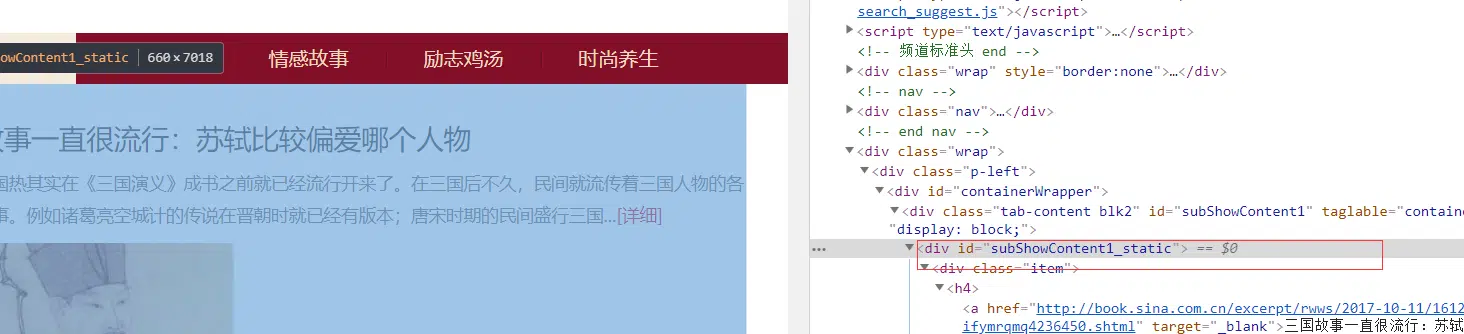 howContent1_static 660×7018
情感故事 励志鸡汤 时尚养生
故事一直很流行：苏轼比较偏爱哪个人物
国热其实在《三国演义》成书之前就已经流行开来了。在三国后不久，民间就流传着三国人物的各
事。例如诸葛亮空城计的传说在晋朝时就已经有版本；唐宋时期的民间盛行三国...[详细]
search_suggest.js"></script>
<script type="text/javascript">…</script>
<!-- 频道标准头 end -->
<div class="wrap" style="border:none">…</div>
<!-- nav -->
<div class="nav">…</div>
<!-- end nav -->
<div class="wrap">
<div class="p-left">
<div id="containerWrapper">
<div class="tab-content blk2" id="subShowContent1" taglable="contain
"display: block;">
<div id="subShowContent1_static"> == $0
<div class="item">
<h4>
<a href="http://book.sina.com.cn/excerpt/rwws/2017-10-11/1612
ifymrqmq4236450.shtml" target="_blank">三国故事一直很流行：苏轼